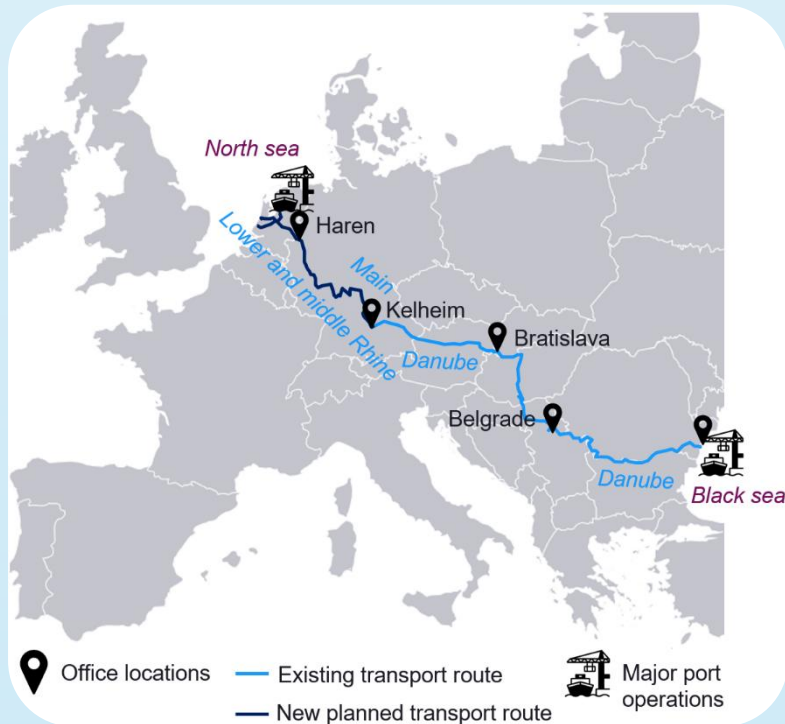 North sea
Haren
Lower and middle Rhine
Main
Kelheim
Bratislava
Danube
Belgrade
Danube
Black sea
Office locations
Existing transport route
New planned transport route
Major port
operations